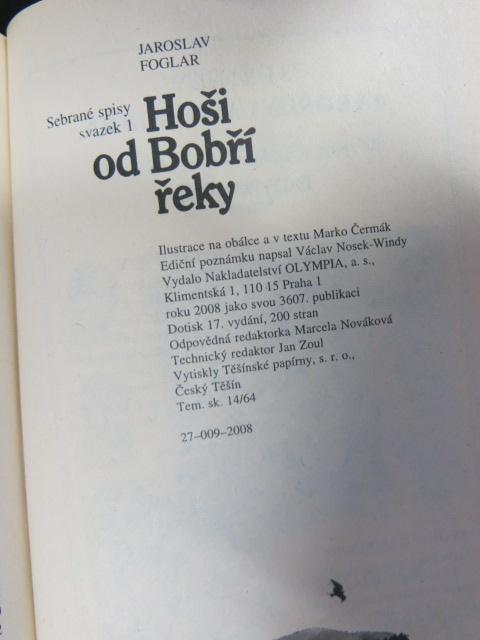 JAROSLAV
FOGLAR
Sebrané spisy
svazek 1
Hoši
od Bobří
řeky
Ilustrace na obálce a v textu Marko Čermák
Ediční poznámku napsal Václav Nosek-Windy
Vydalo Nakladatelství OLYMPIA, a. s.,
Klimentská 1, 110 15 Praha 1
roku 2008 jako svou 3607. publikaci
Dotisk 17. vydání, 200 stran
Odpovědná redaktorka Marcela Nováková
Technický redaktor Jan Zoul
Vytiskly Těšínské papírny, s. r. o.,
Český Těšín
Tem. sk. 14/64
27–009–2008